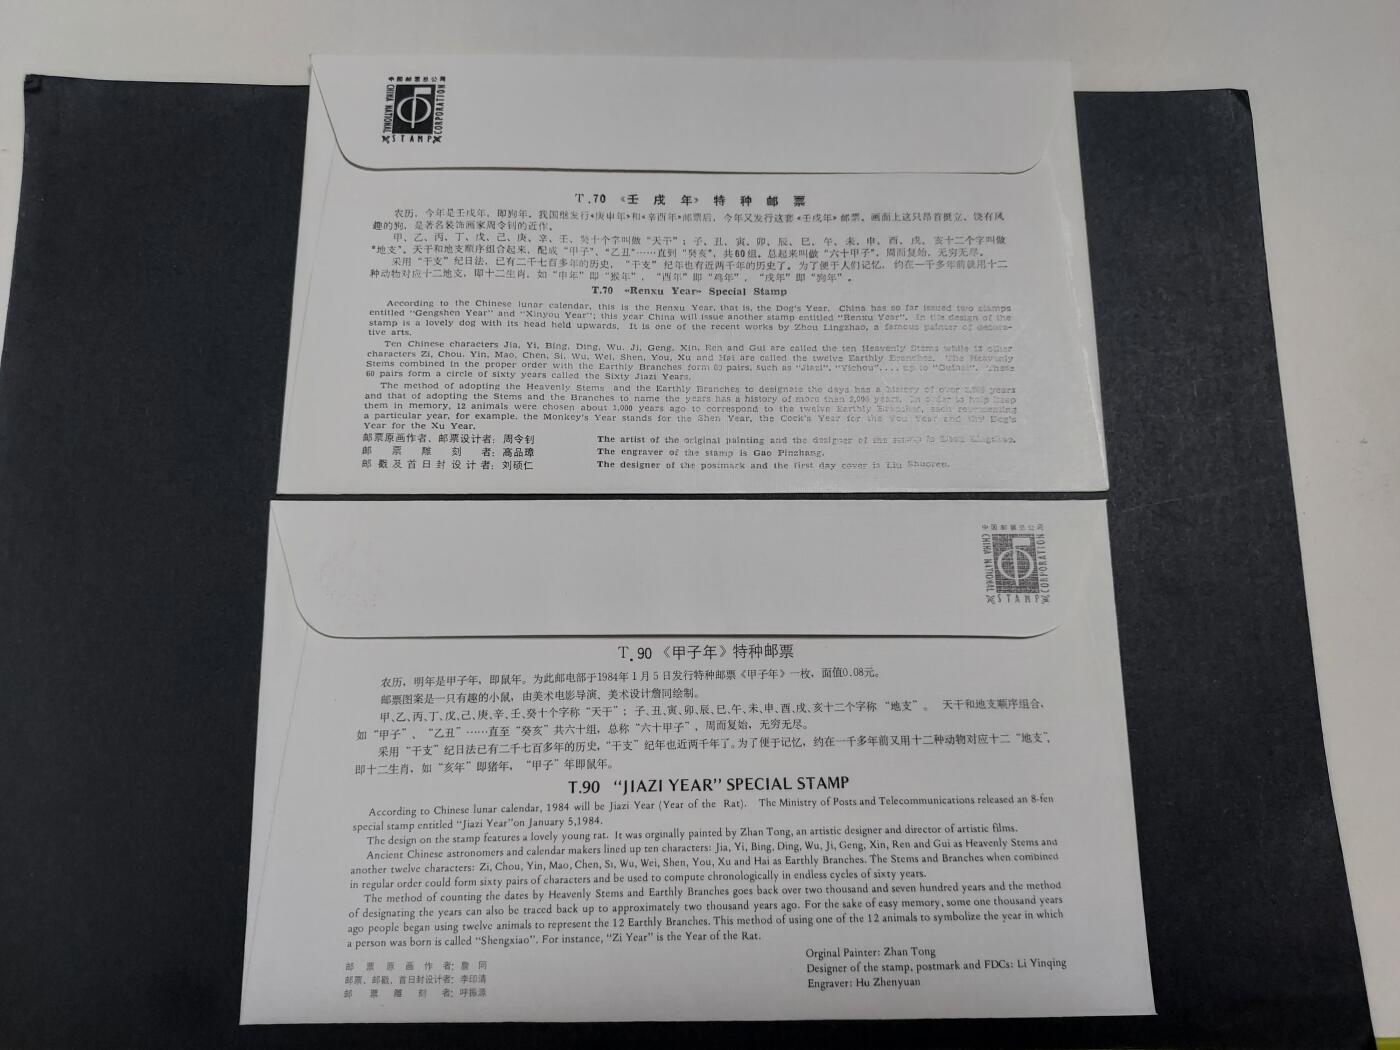 中国邮票总公司
CHINA NATIONAL
STAMP
CORPORATION
T.70 《壬戌年》特种邮票
农历，今年是壬戌年，即狗年。我国继发行«庚申年»和«辛酉年»邮票后，今年又发行这套«壬戌年»邮票。画面上这只昂首挺立、饶有风
趣的狗，是著名装饰画家周令钊的近作。
甲、乙、丙、丁、戊、己、庚、辛、壬、癸十个字叫做“天干”；子、丑、寅、卯、辰、巳、午、未、申、酉、戌、亥十二个字叫做
“地支”。天干和地支顺序组合起来，配成“甲子”、“乙丑”……直到“癸亥”，共60组。总起来叫做“六十甲子”，周而复始，无穷无尽。
采用“干支”纪日法，已有二千七百多年的历史，“干支”纪年也有近两千年的历史了。为了便于人们记忆，约在一千多年前就用十二
种动物对应十二地支，即十二生肖，如“申年”即“猴年”，“酉年”即“鸡年”，“戌年”即“狗年”。
T.70 «Renxu Year» Special Stamp
According to the Chinese lunar calendar, this is the Renxu Year, that is, the Dog's Year. China has so far issued two stamps
entitled "Gengshen Year" and "Xinyou Year"; this year China will issue another stamp entitled "Renxu Year". In the design of the
stamp is a lovely dog with its head held upwards. It is one of the recent works by Zhou Lingzhao, a famous painter of decora-
tive arts.
Ten Chinese characters Jia, Yi, Bing, Ding, Wu, Ji, Geng, Xin, Ren and Gui are called the ten Heavenly Stems while 12 other
characters Zi, Chou, Yin, Mao, Chen, Si, Wu, Wei, Shen, You, Xu and Hai are called the twelve Earthly Branches. The Heavenly
Stems combined in the proper order with the Earthly Branches form 60 pairs, such as "Jiazi", "Yichou".... up to "Guihai". These
60 pairs form a circle of sixty years called the Sixty Jiazi Years.
The method of adopting the Heavenly Stems and the Earthly Branches to designate the days has a history of over years
and that of adopting the Stems and the Branches to name the years has a history of more than 2,000 years. In order to help keep
them in memory, 12 animals were chosen about 1,000 years ago to correspond to the twelve Earthly Branches, each representing
a particular year, for example, the Monkey's Year stands for the Shen Year, the Cock's Year for the You Year and the Dog's
Year for the Xu Year.
邮票原画作者、邮票设计者：周令钊
邮票雕刻者：高品璋
邮戳及首日封设计者：刘硕仁
The artist of the original painting and the designer of the stamp is Zhou Lingzhao.
The engraver of the stamp is Gao Pinzhang.
The designer of the postmark and the first day cover is Liu Shuoren.
中国邮票总公司
CHINA NATIONAL
STAMP
CORPORATION
T.90《甲子年》特种邮票
农历，明年是甲子年，即鼠年。为此邮电部于1984年1月5日发行特种邮票《甲子年》一枚，面值0.08元。
邮票图案是一只有趣的小鼠，由美术电影导演、美术设计詹同绘制。
甲、乙、丙、丁、戊、己、庚、辛、壬、癸十个字称“天干”；子、丑、寅、卯、辰、巳、午、未、申、酉、戌、亥十二个字称“地支”。天干和地支顺序组合，
如“甲子”、“乙丑”……直至“癸亥”共六十组，总称“六十甲子”、周而复始，无穷无尽。
采用“干支”纪日法已有二千七百多年的历史，“干支”纪年也近两千年了。为了便于记忆，约在一千多年前又用十二种动物对应十二“地支”，
即十二生肖，如“亥年”即猪年，“甲子”年即鼠年。
T.90 “JIAZI YEAR” SPECIAL STAMP
According to Chinese lunar calendar, 1984 will be Jiazi Year (Year of the Rat). The Ministry of Posts and Telecommunications released an 8-fen
special stamp entitled “Jiazi Year”on January 5,1984.
The design on the stamp features a lovely young rat. It was orginally painted by Zhan Tong, an artistic designer and director of artistic films.
Ancient Chinese astronomers and calendar makers lined up ten characters: Jia, Yi, Bing, Ding, Wu, Ji, Geng, Xin, Ren and Gui as Heavenly Stems and
another twelve characters: Zi, Chou, Yin, Mao, Chen, Si, Wu, Wei, Shen, You, Xu and Hai as Earthly Branches. The Stems and Branches when combined
in regular order could form sixty pairs of characters and be used to compute chronologically in endless cycles of sixty years.
The method of counting the dates by Heavenly Stems and Earthly Branches goes back over two thousand and seven hundred years and the method
of designating the years can also be traced back up to approximately two thousand years ago. For the sake of easy memory, some one thousand years
ago people began using twelve animals to represent the 12 Earthly Branches. This method of using one of the 12 animals to symbolize the year in which
a person was born is called “Shengxiao”. For instance, “Zi Year” is the Year of the Rat.
邮票原画作者：詹同
邮票、邮戳、首日封设计者：李印清
邮票雕刻者：呼振源
Orginal Painter: Zhan Tong
Designer of the stamp, postmark and FDCs: Li Yinqing
Engraver: Hu Zhenyuan